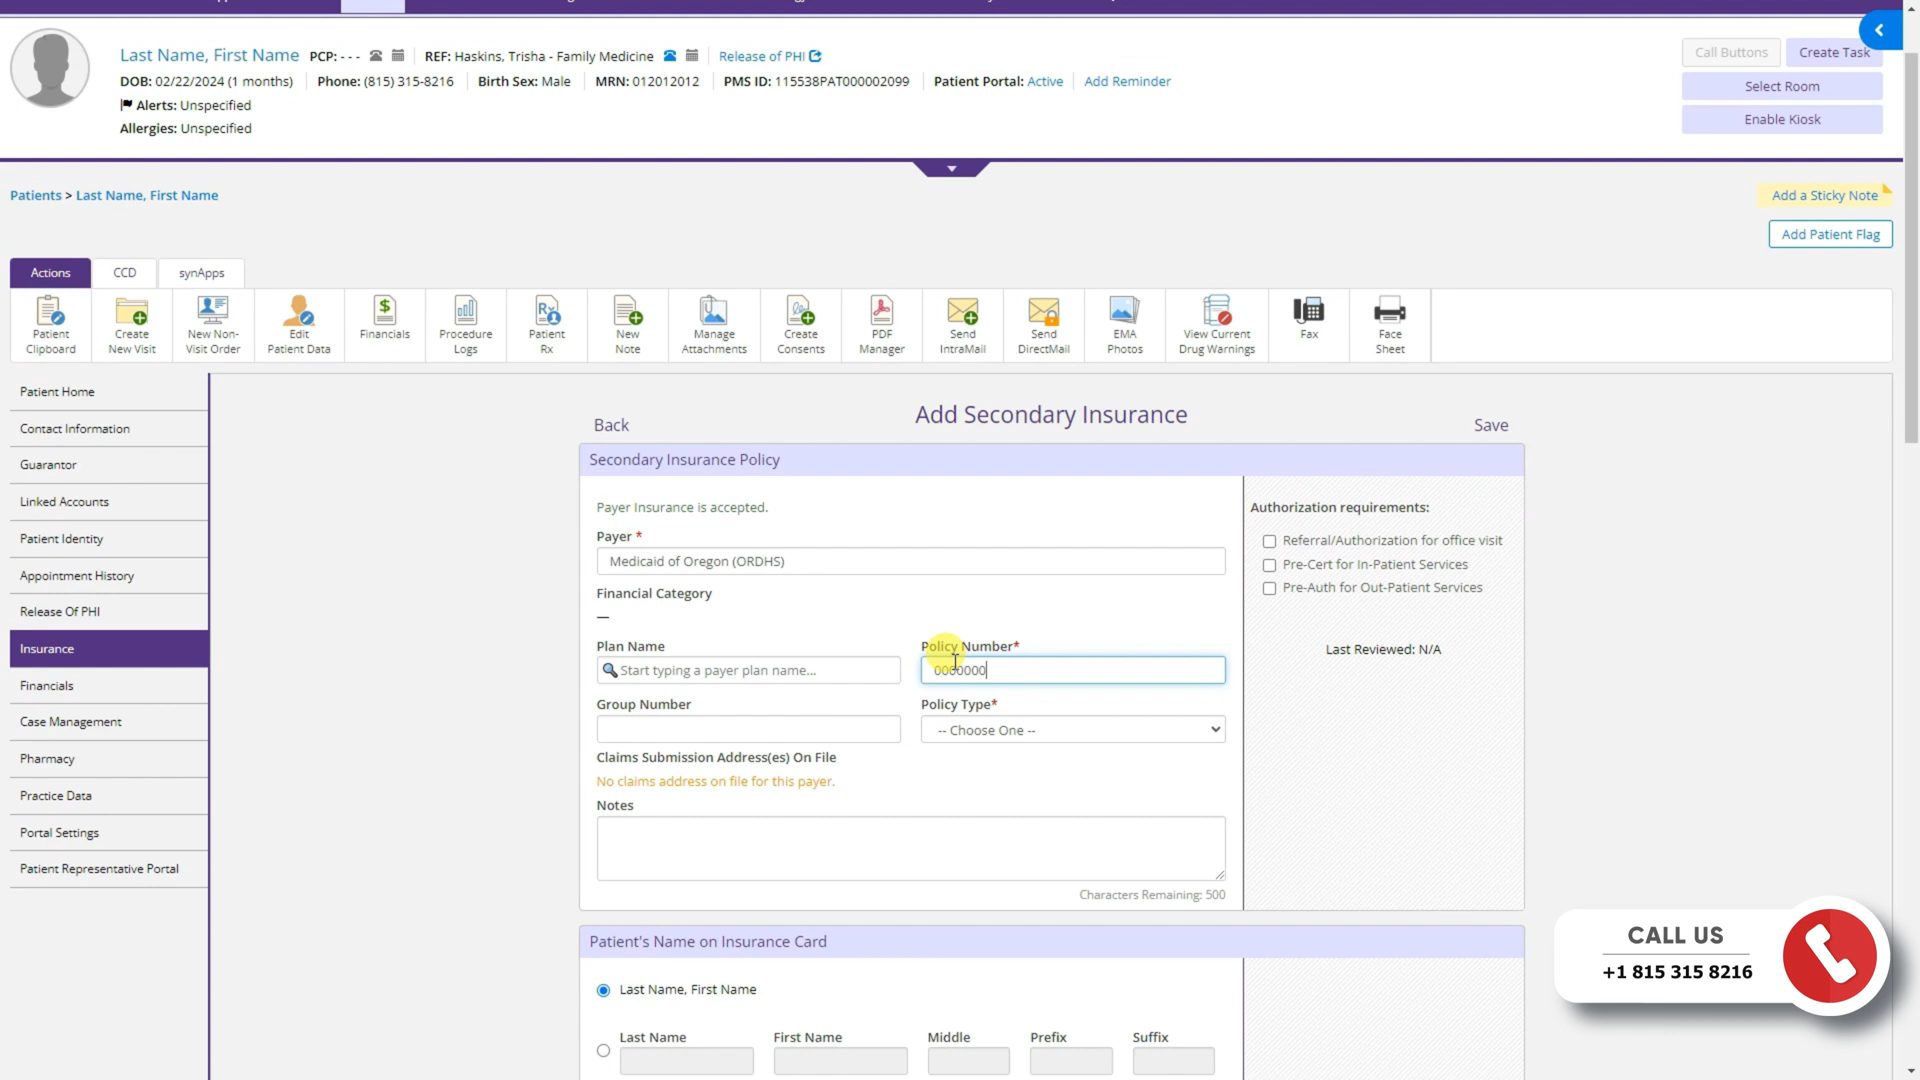 Last Name, First Name PCP: - - - REF: Haskins, Trisha - Family Medicine Release of PHI
Call Buttons Create Task
DOB: 02/22/2024 (1 months) Phone: (815) 315-8216 Birth Sex: Male MRN: 012012012 PMS ID: 115538PAT000002099 Patient Portal: Active Add Reminder
Select Room
Alerts: Unspecified
Enable Kiosk
Allergies: Unspecified
Patients > Last Name, First Name
Add a Sticky Note
Add Patient Flag
Actions CCD synApps
Patient Clipboard
Create New Visit
New Non-Visit Order
Edit Patient Data
Financials
Procedure Logs
Patient Rx
New Note
Manage Attachments
Create Consents
PDF Manager
Send IntraMail
Send DirectMail
EMA Photos
View Current Drug Warnings
Fax
Face Sheet
Patient Home
Contact Information
Guarantor
Linked Accounts
Patient Identity
Appointment History
Release Of PHI
Insurance
Financials
Case Management
Pharmacy
Practice Data
Portal Settings
Patient Representative Portal
Back Add Secondary Insurance Save
Secondary Insurance Policy
Payer Insurance is accepted.
Payer *
Medicaid of Oregon (ORDHS)
Financial Category
—
Plan Name Policy Number*
Start typing a payer plan name... 0000000
Group Number Policy Type*
-- Choose One --
Claims Submission Address(es) On File
No claims address on file for this payer.
Notes
Characters Remaining: 500
Authorization requirements:
Referral/Authorization for office visit
Pre-Cert for In-Patient Services
Pre-Auth for Out-Patient Services
Last Reviewed: N/A
Patient's Name on Insurance Card
Last Name, First Name
Last Name First Name Middle Prefix Suffix
CALL US
+1 815 315 8216